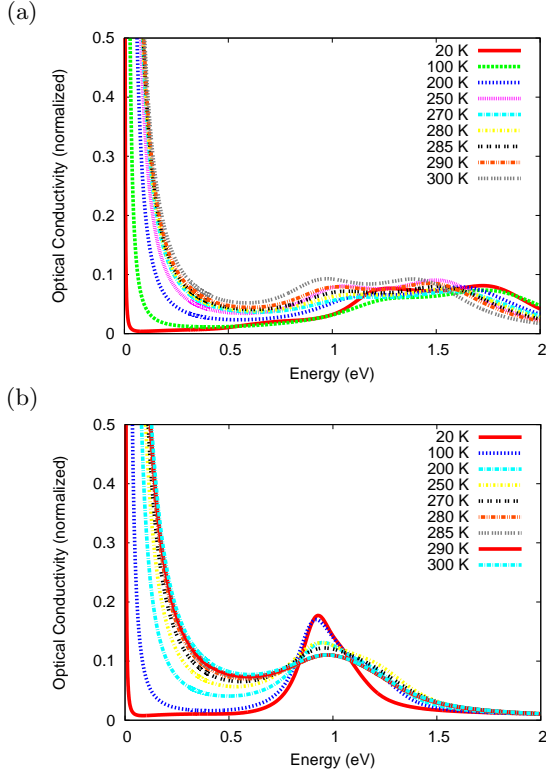 (a)
0.5
0.4
0.3
0.2
0.1
0
0
0.5
1
1.5
2
Optical Conductivity (normalized)
Energy (eV)
20 K
100 K
200 K
250 K
270 K
280 K
285 K
290 K
300 K
(b)
0.5
0.4
0.3
0.2
0.1
0
0
0.5
1
1.5
2
Optical Conductivity (normalized)
Energy (eV)
20 K
100 K
200 K
250 K
270 K
280 K
285 K
290 K
300 K